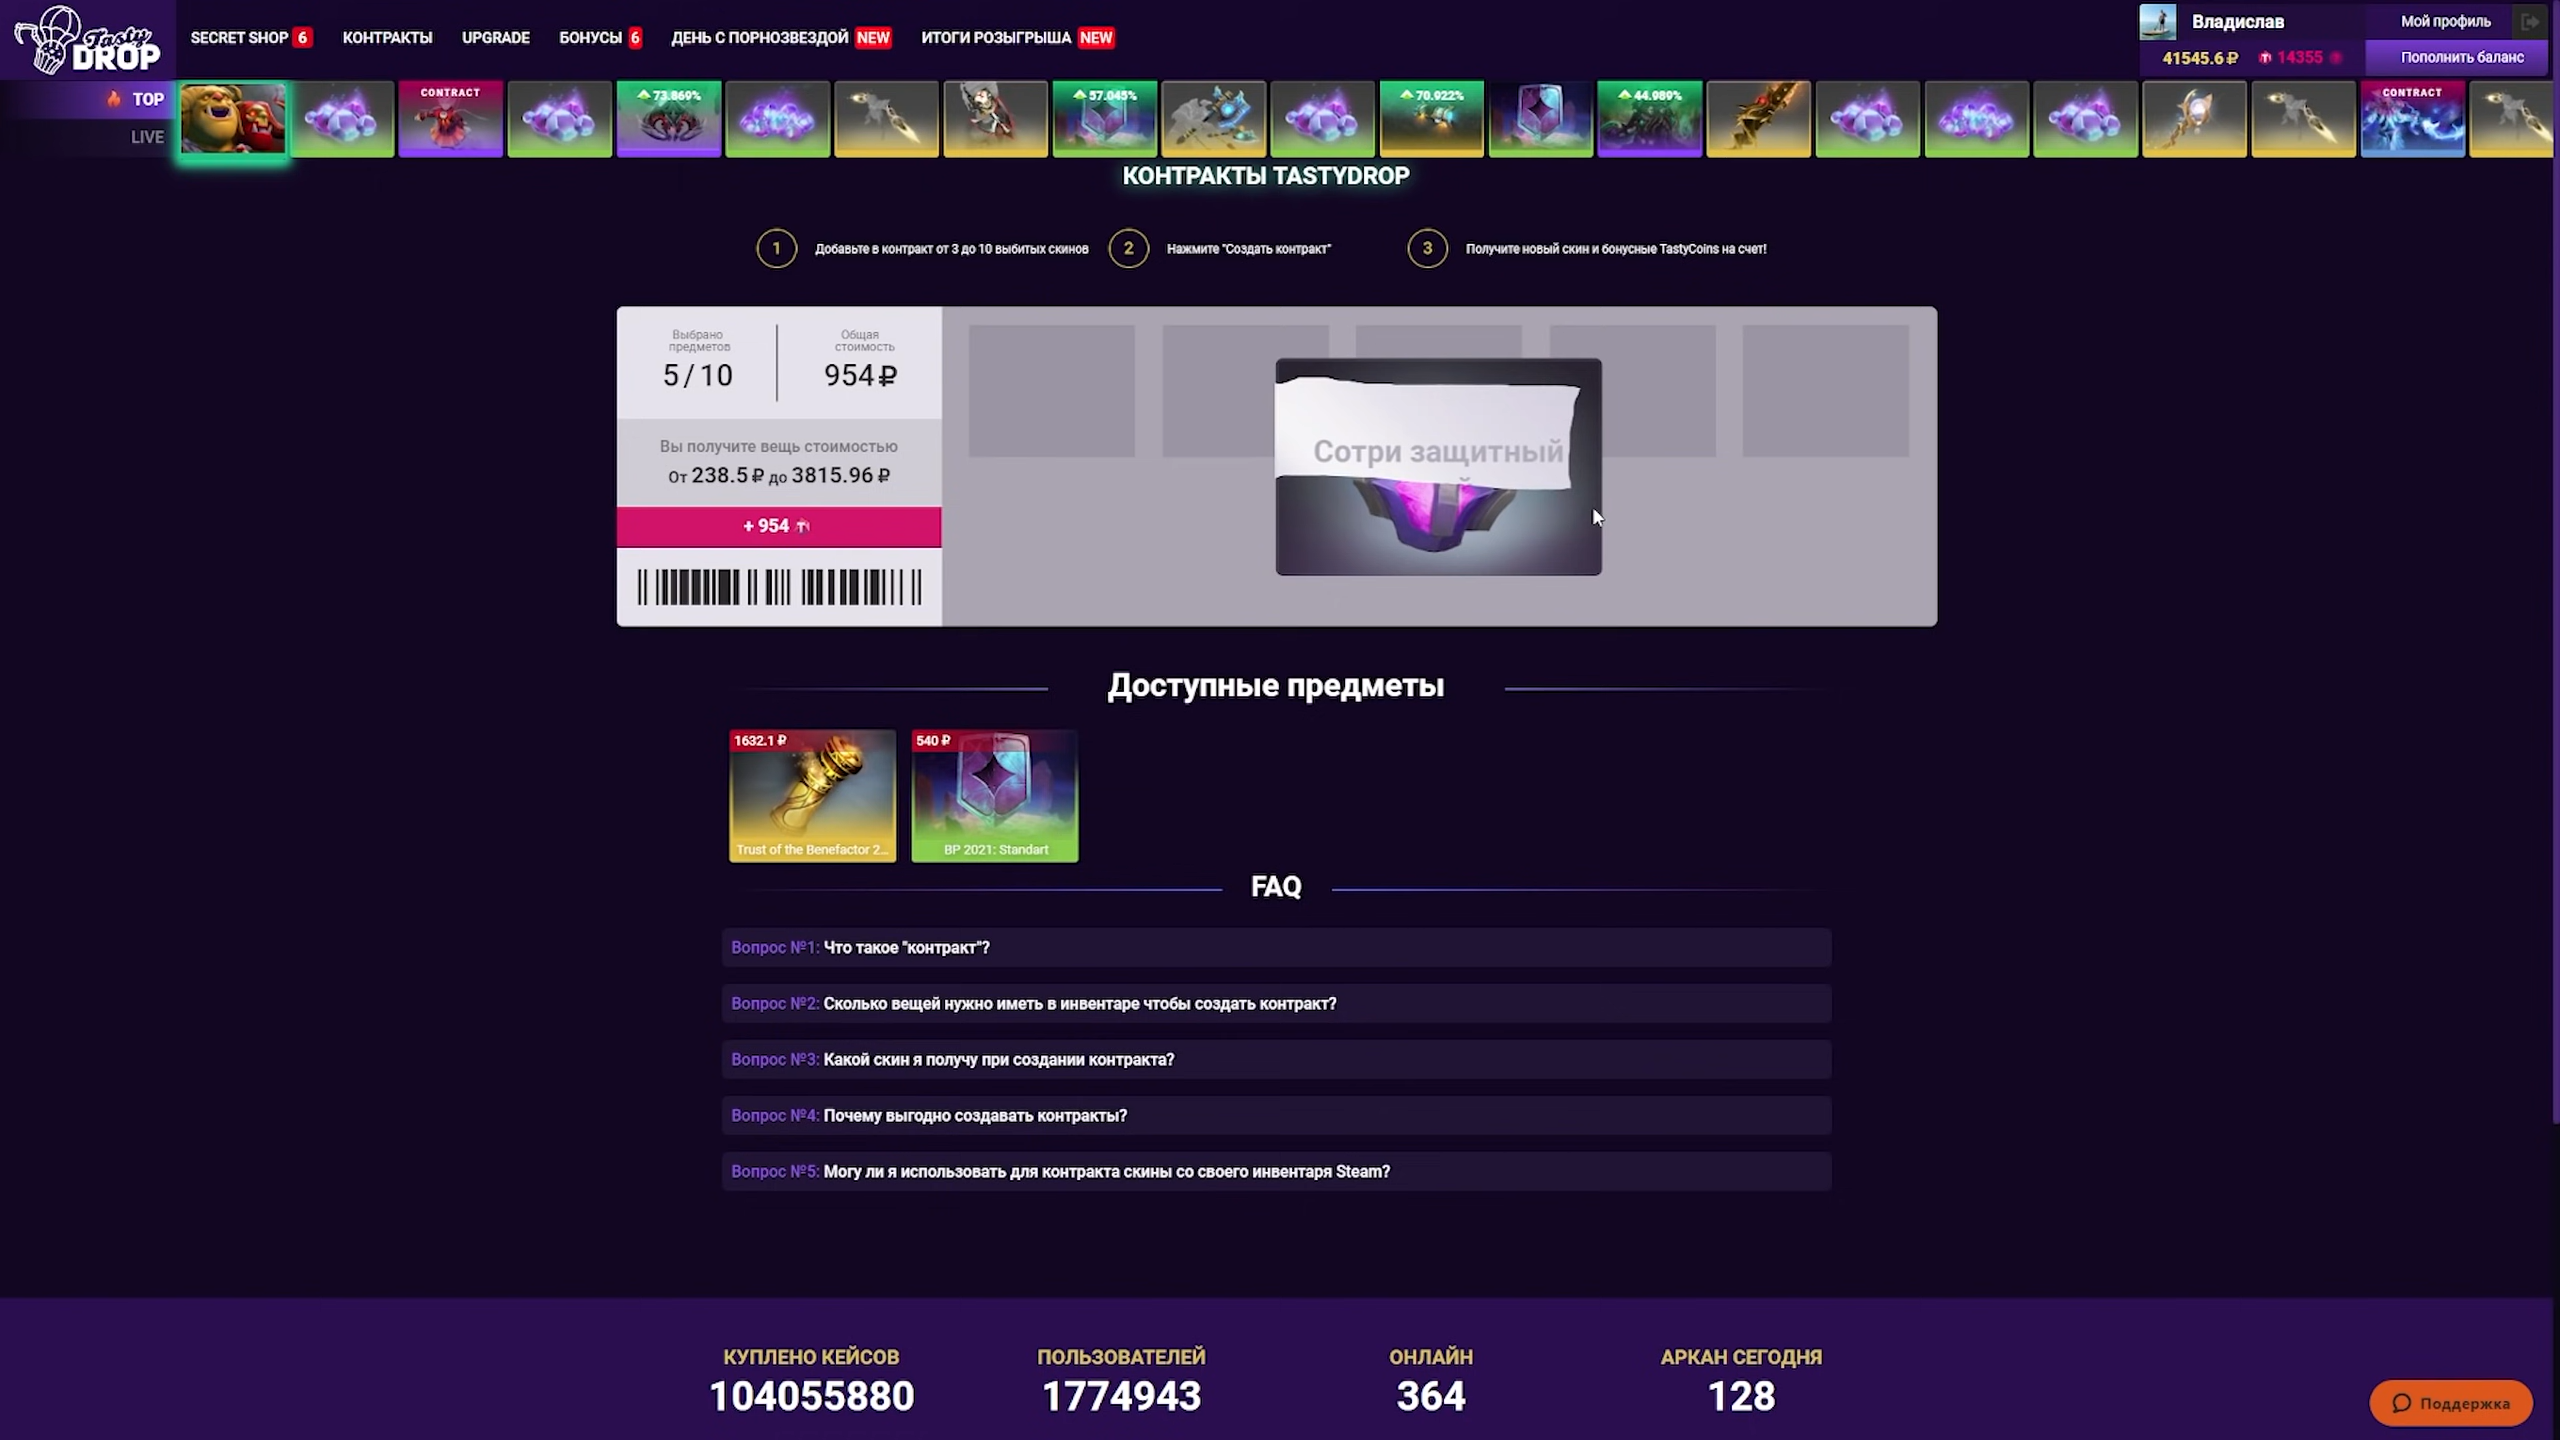 Tasty DROP
SECRET SHOP 6 КОНТРАКТЫ UPGRADE БОНУСЫ 6 ДЕНЬ С ПОРНОЗВЕЗДОЙ NEW ИТОГИ РОЗЫГРЫША NEW
Владислав Мой профиль
41545.6 ₽ 14355 Пополнить баланс
TOP
LIVE
CONTRACT 73.869% 57.045% 70.922% 44.989% CONTRACT
КОНТРАКТЫ TASTYDROP
1 Добавьте в контракт от 3 до 10 выбитых скинов 2 Нажмите "Создать контракт" 3 Получите новый скин и бонусные TastyCoins на счет!
Выбрано предметов
5 / 10
Общая стоимость
954 ₽
Вы получите вещь стоимостью
От 238.5 ₽ до 3815.96 ₽
+ 954
Сотри защитный
Доступные предметы
1632.1 ₽
Trust of the Benefactor 2...
540 ₽
BP 2021: Standart
FAQ
Вопрос №1: Что такое "контракт"?
Вопрос №2: Сколько вещей нужно иметь в инвентаре чтобы создать контракт?
Вопрос №3: Какой скин я получу при создании контракта?
Вопрос №4: Почему выгодно создавать контракты?
Вопрос №5: Могу ли я использовать для контракта скины со своего инвентаря Steam?
КУПЛЕНО КЕЙСОВ
104055880
ПОЛЬЗОВАТЕЛЕЙ
1774943
ОНЛАЙН
364
АРКАН СЕГОДНЯ
128
Поддержка